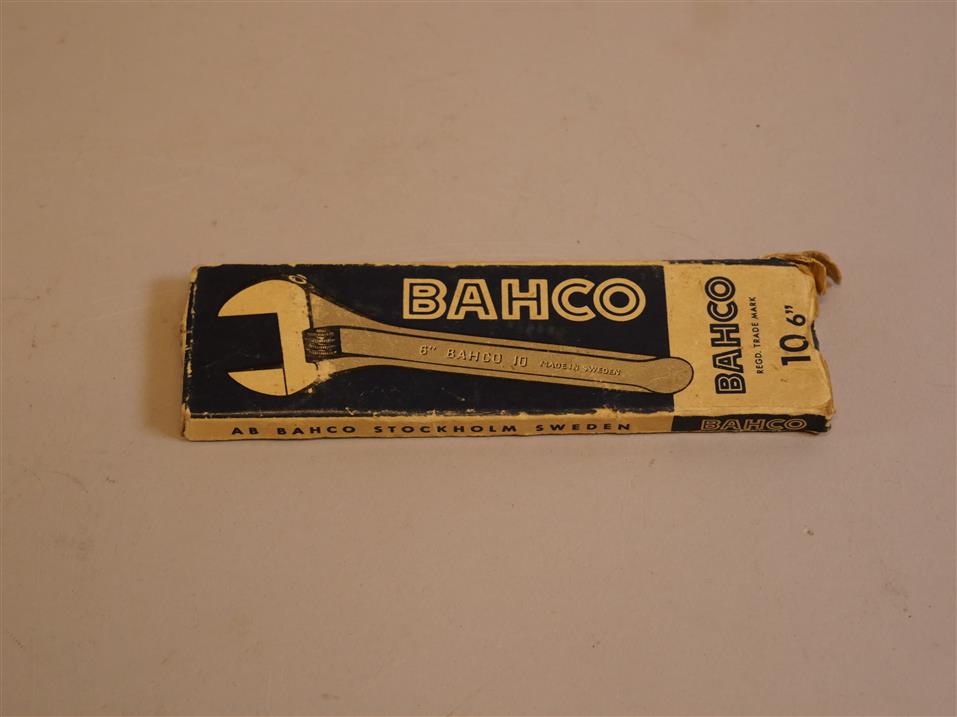 BAHCO
6" BAHCO 10 MADE IN SWEDEN
BAHCO
REGD. TRADE MARK
10 6"
AB BAHCO STOCKHOLM SWEDEN
BAHCO